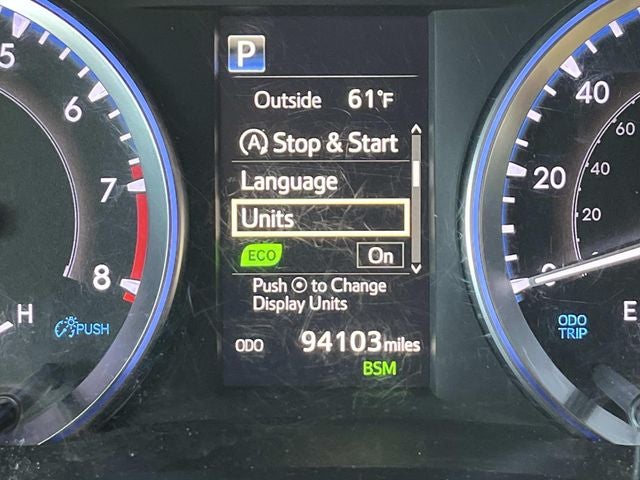 P
Outside 61°F
Stop & Start
Language
Units
ECO On
Push ⊙ to Change
Display Units
ODO 94103 miles
BSM
5
6
7
8
H
PUSH
40
20
0
60
40
20
E
ODO
TRIP